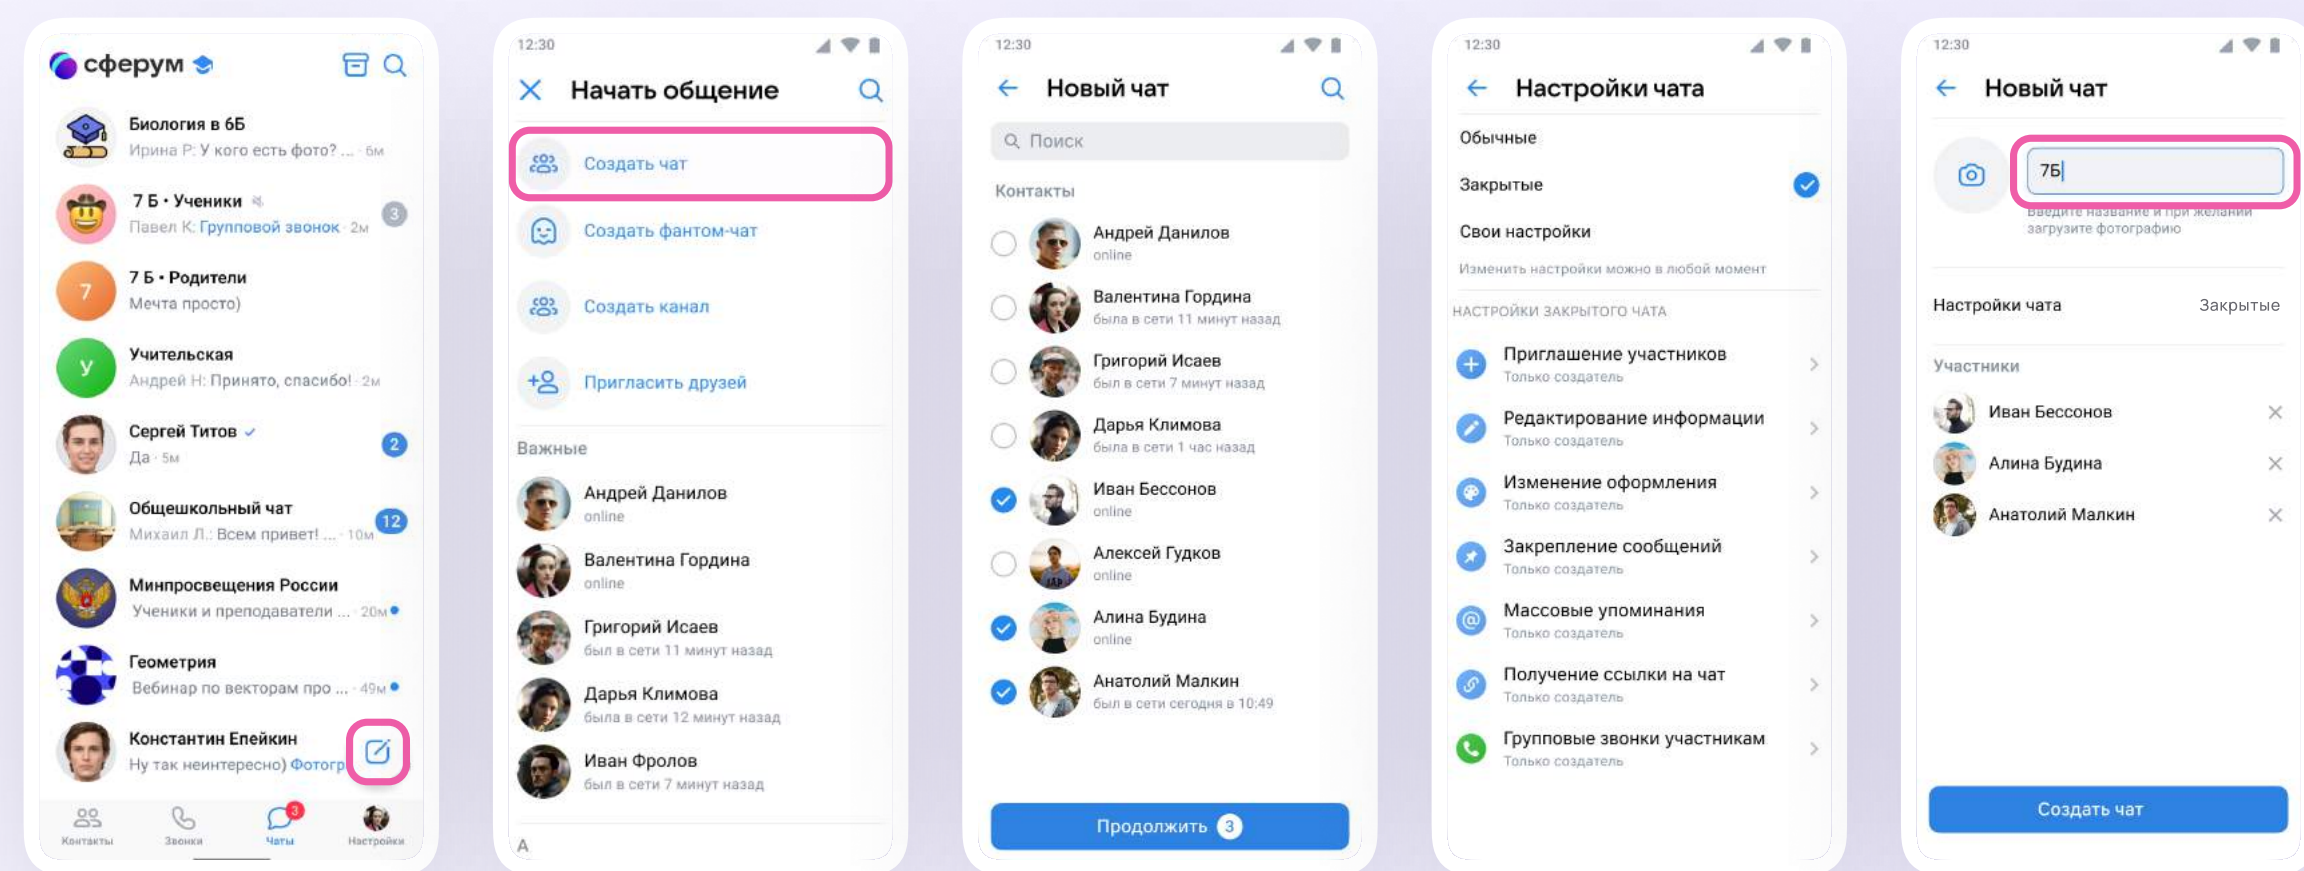 сферум
Биология в 6Б
Ирина Р: У кого есть фото? ... · 6м
7 Б • Ученики
Павел К: Групповой звонок · 2м
3
7
7 Б • Родители
Мечта просто)
У
Учительская
Андрей Н: Принято, спасибо! · 2м
Сергей Титов
Да · 5м
2
Общешкольный чат
Михаил Л.: Всем привет! ... · 10м
12
Минпросвещения России
Ученики и преподаватели ... · 20м
Геометрия
Вебинар по векторам про ... · 49м
Константин Епейкин
Ну так неинтересно) Фотогр
3
Контакты
Звонки
Чаты
Настройки
12:30
Начать общение
Создать чат
Создать фантом-чат
Создать канал
Пригласить друзей
Важные
Андрей Данилов
online
Валентина Гордина
online
Григорий Исаев
был в сети 11 минут назад
Дарья Климова
была в сети 12 минут назад
Иван Фролов
был в сети 7 минут назад
А
12:30
Новый чат
Поиск
Контакты
Андрей Данилов
online
Валентина Гордина
была в сети 11 минут назад
Григорий Исаев
был в сети 7 минут назад
Дарья Климова
была в сети 1 час назад
Иван Бессонов
online
Алексей Гудков
online
Алина Будина
online
Анатолий Малкин
был в сети сегодня в 10:49
Продолжить 3
12:30
Настройки чата
Обычные
Закрытые
Свои настройки
Изменить настройки можно в любой момент
НАСТРОЙКИ ЗАКРЫТОГО ЧАТА
Приглашение участников
Только создатель
Редактирование информации
Только создатель
Изменение оформления
Только создатель
Закрепление сообщений
Только создатель
Массовые упоминания
Только создатель
Получение ссылки на чат
Только создатель
Групповые звонки участникам
Только создатель
12:30
Новый чат
7Б
Введите название и при желании
загрузите фотографию
Настройки чата
Закрытые
Участники
Иван Бессонов
Алина Будина
Анатолий Малкин
Создать чат